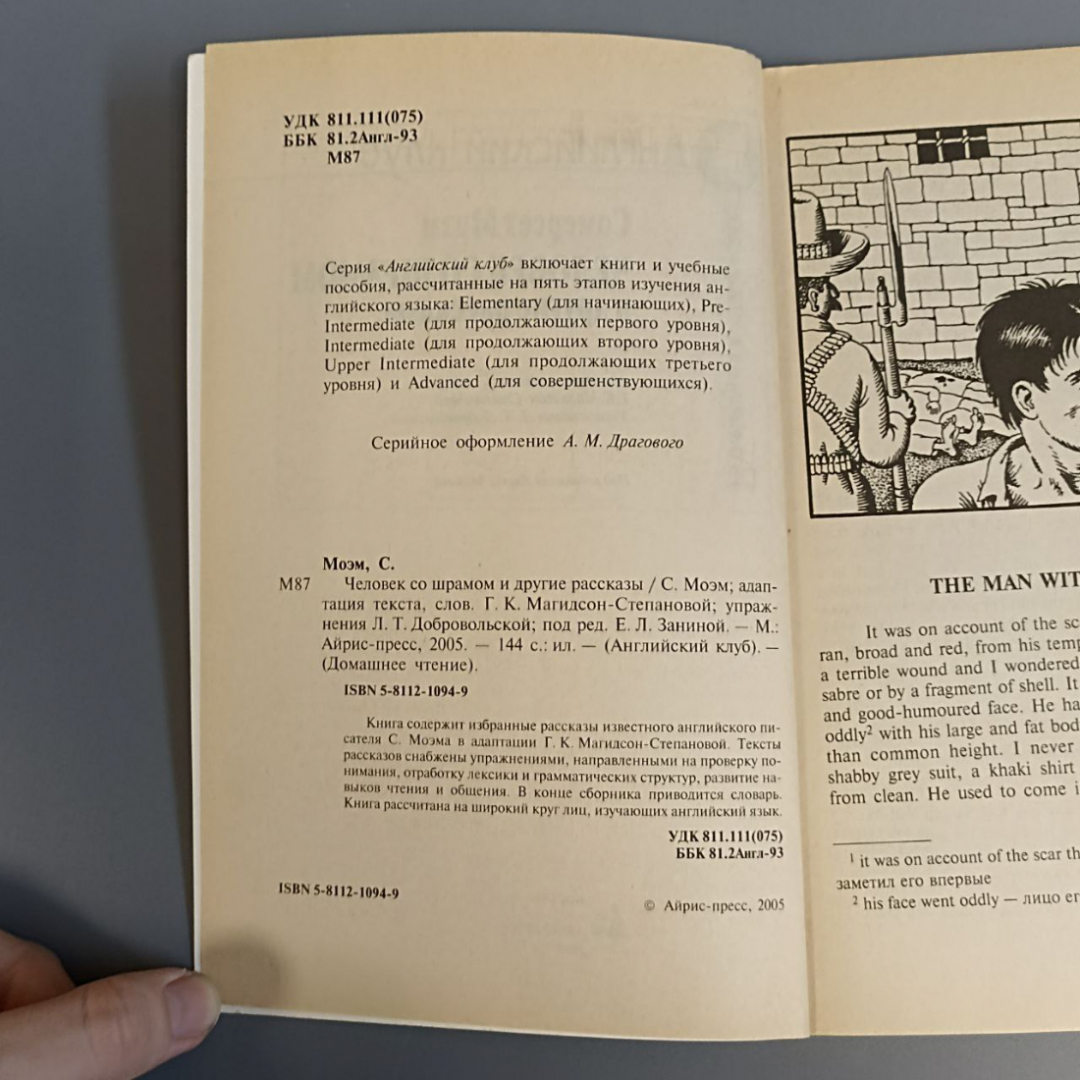 УДК 811.111(075)
ББК 81.2Англ-93
М87
Серия «Английский клуб» включает книги и учебные
пособия, рассчитанные на пять этапов изучения ан-
глийского языка: Elementary (для начинающих), Pre-
Intermediate (для продолжающих первого уровня),
Intermediate (для продолжающих второго уровня),
Upper Intermediate (для продолжающих третьего
уровня) и Advanced (для совершенствующихся).
Серийное оформление А. М. Драгового
Моэм, С.
М87 Человек со шрамом и другие рассказы / С. Моэм; адап-
тация текста, слов. Г. К. Магидсон-Степановой; упраж-
нения Л. Т. Добровольской; под ред. Е. Л. Заниной. — М.:
Айрис-пресс, 2005. — 144 с.: ил. — (Английский клуб). —
(Домашнее чтение).
ISBN 5-8112-1094-9
Книга содержит избранные рассказы известного английского пи-
сателя С. Моэма в адаптации Г. К. Магидсон-Степановой. Тексты
рассказов снабжены упражнениями, направленными на проверку по-
нимания, отработку лексики и грамматических структур, развитие на-
выков чтения и общения. В конце сборника приводится словарь.
Книга рассчитана на широкий круг лиц, изучающих английский язык.
УДК 811.111(075)
ББК 81.2Англ-93
ISBN 5-8112-1094-9
© Айрис-пресс, 2005
THE MAN WIT
It was on account of the sc
ran, broad and red, from his temp
a terrible wound and I wondered
sabre or by a fragment of shell. It
and good-humoured face. He ha
oddly² with his large and fat bod
than common height. I never
shabby grey suit, a khaki shirt
from clean. He used to come i
¹ it was on account of the scar th
заметил его впервые
² his face went oddly — лицо ег